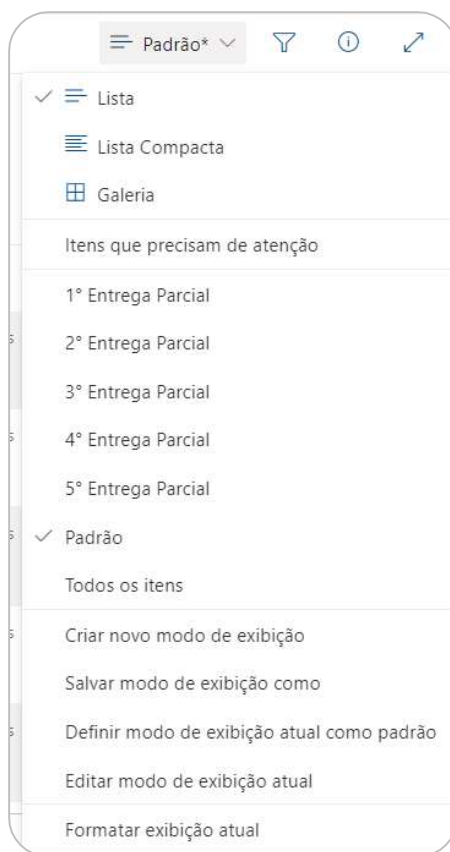 Padrão*
Lista
Lista Compacta
Galeria
Itens que precisam de atenção
1° Entrega Parcial
2° Entrega Parcial
3° Entrega Parcial
4° Entrega Parcial
5° Entrega Parcial
Padrão
Todos os itens
Criar novo modo de exibição
Salvar modo de exibição como
Definir modo de exibição atual como padrão
Editar modo de exibição atual
Formatar exibição atual